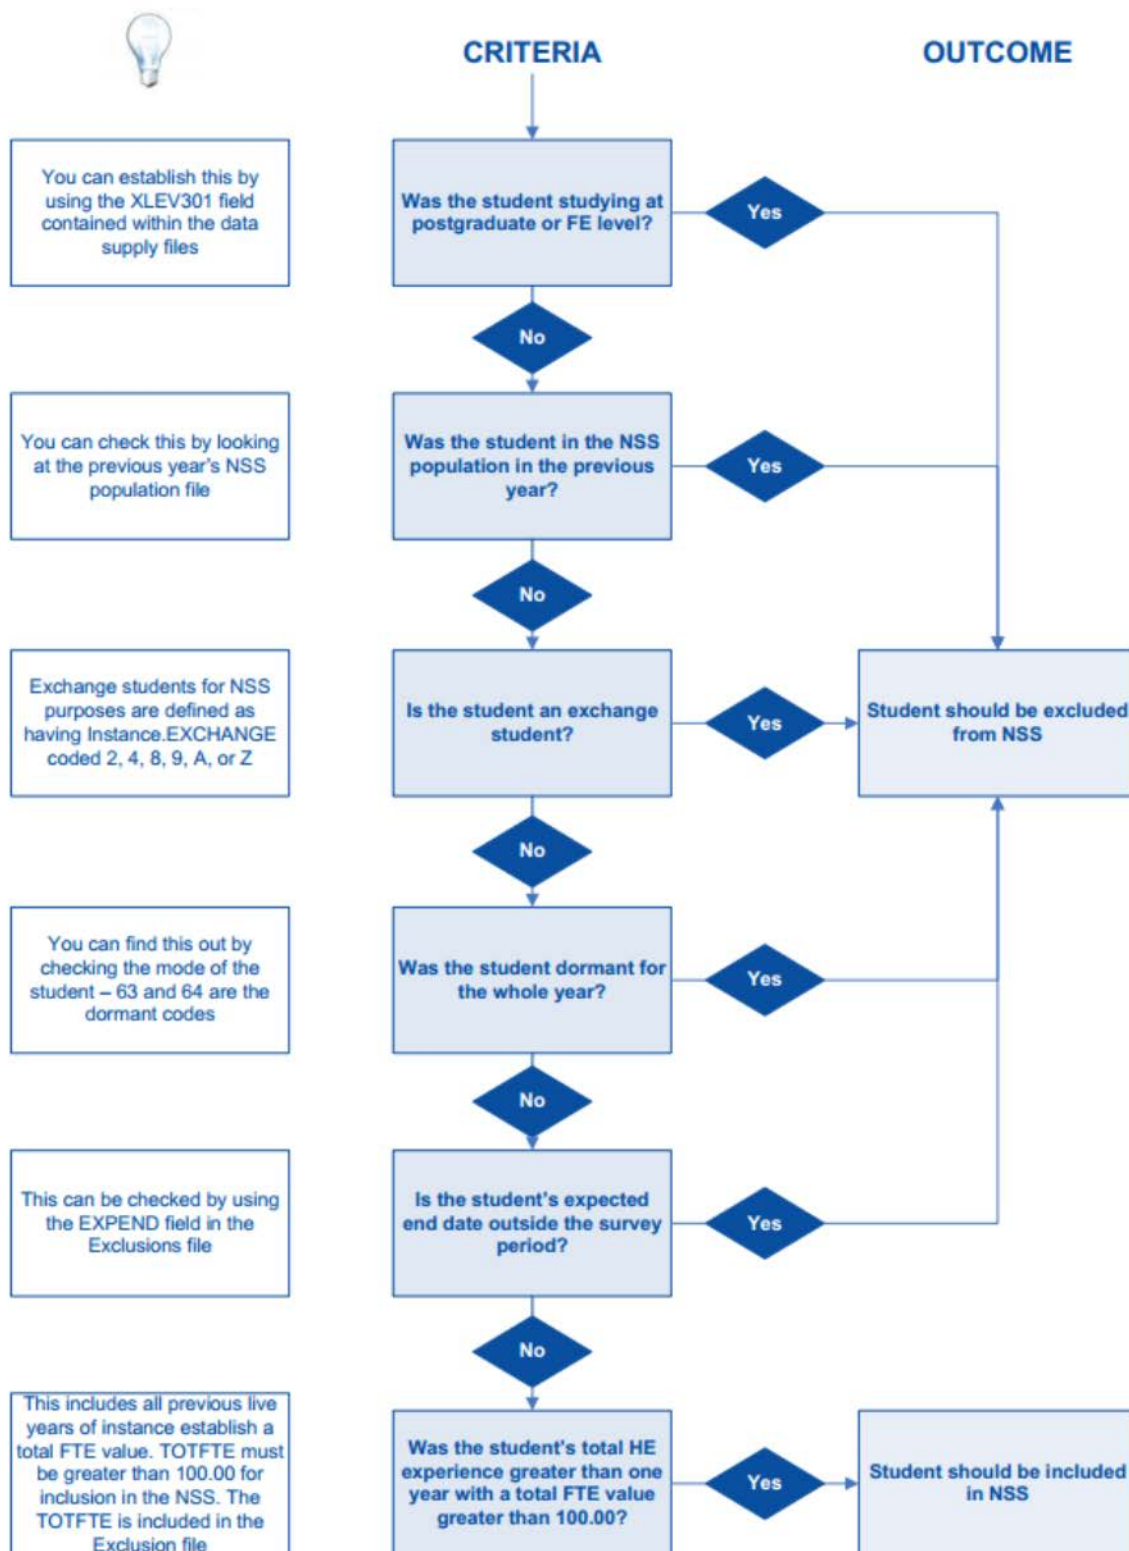 CRITERIA
OUTCOME
You can establish this by
using the XLEV301 field
contained within the data
supply files
Was the student studying at
postgraduate or FE level?
Yes
No
You can check this by looking
at the previous year's NSS
population file
Was the student in the NSS
population in the previous
year?
Yes
No
Exchange students for NSS
purposes are defined as
having Instance.EXCHANGE
coded 2, 4, 8, 9, A, or Z
Is the student an exchange
student?
Yes
Student should be excluded
from NSS
No
You can find this out by
checking the mode of the
student – 63 and 64 are the
dormant codes
Was the student dormant for
the whole year?
Yes
No
This can be checked by using
the EXPEND field in the
Exclusions file
Is the student's expected
end date outside the survey
period?
Yes
No
This includes all previous live
years of instance establish a
total FTE value. TOTFTE must
be greater than 100.00 for
inclusion in the NSS. The
TOTFTE is included in the
Exclusion file
Was the student's total HE
experience greater than one
year with a total FTE value
greater than 100.00?
Yes
Student should be included
in NSS